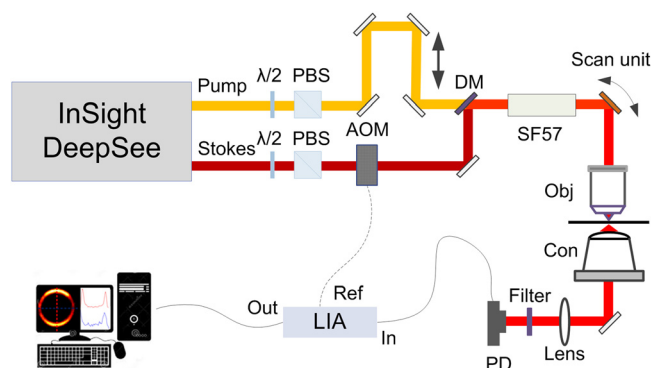 Scan unit
λ/2 PBS
DM
Pump
InSight
DeepSee
AOM
SF57
Stokes
λ/2 PBS
Obj
Con
Ref
Out
Filter
LIA
In
PD
Lens